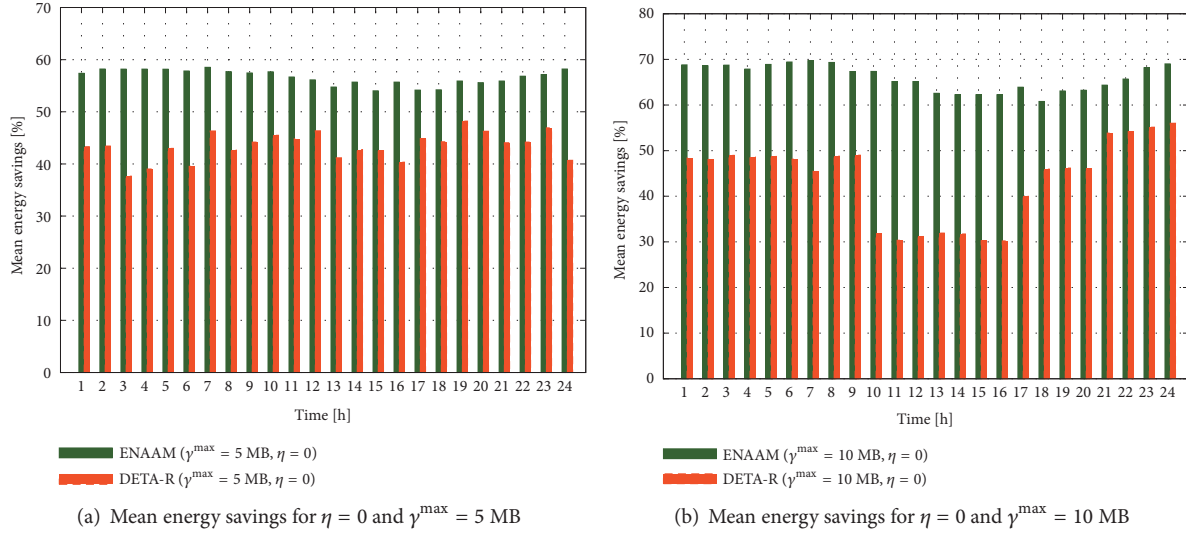 70
60
50
40
30
20
10
0
Mean energy savings [%]
1 2 3 4 5 6 7 8 9 10 11 12 13 14 15 16 17 18 19 20 21 22 23 24
Time [h]
ENAAM (γ^max = 5 MB, η = 0)
DETA-R (γ^max = 5 MB, η = 0)
(a) Mean energy savings for η = 0 and γ^max = 5 MB
80
70
60
50
40
30
20
10
0
Mean energy savings [%]
1 2 3 4 5 6 7 8 9 10 11 12 13 14 15 16 17 18 19 20 21 22 23 24
Time [h]
ENAAM (γ^max = 10 MB, η = 0)
DETA-R (γ^max = 10 MB, η = 0)
(b) Mean energy savings for η = 0 and γ^max = 10 MB